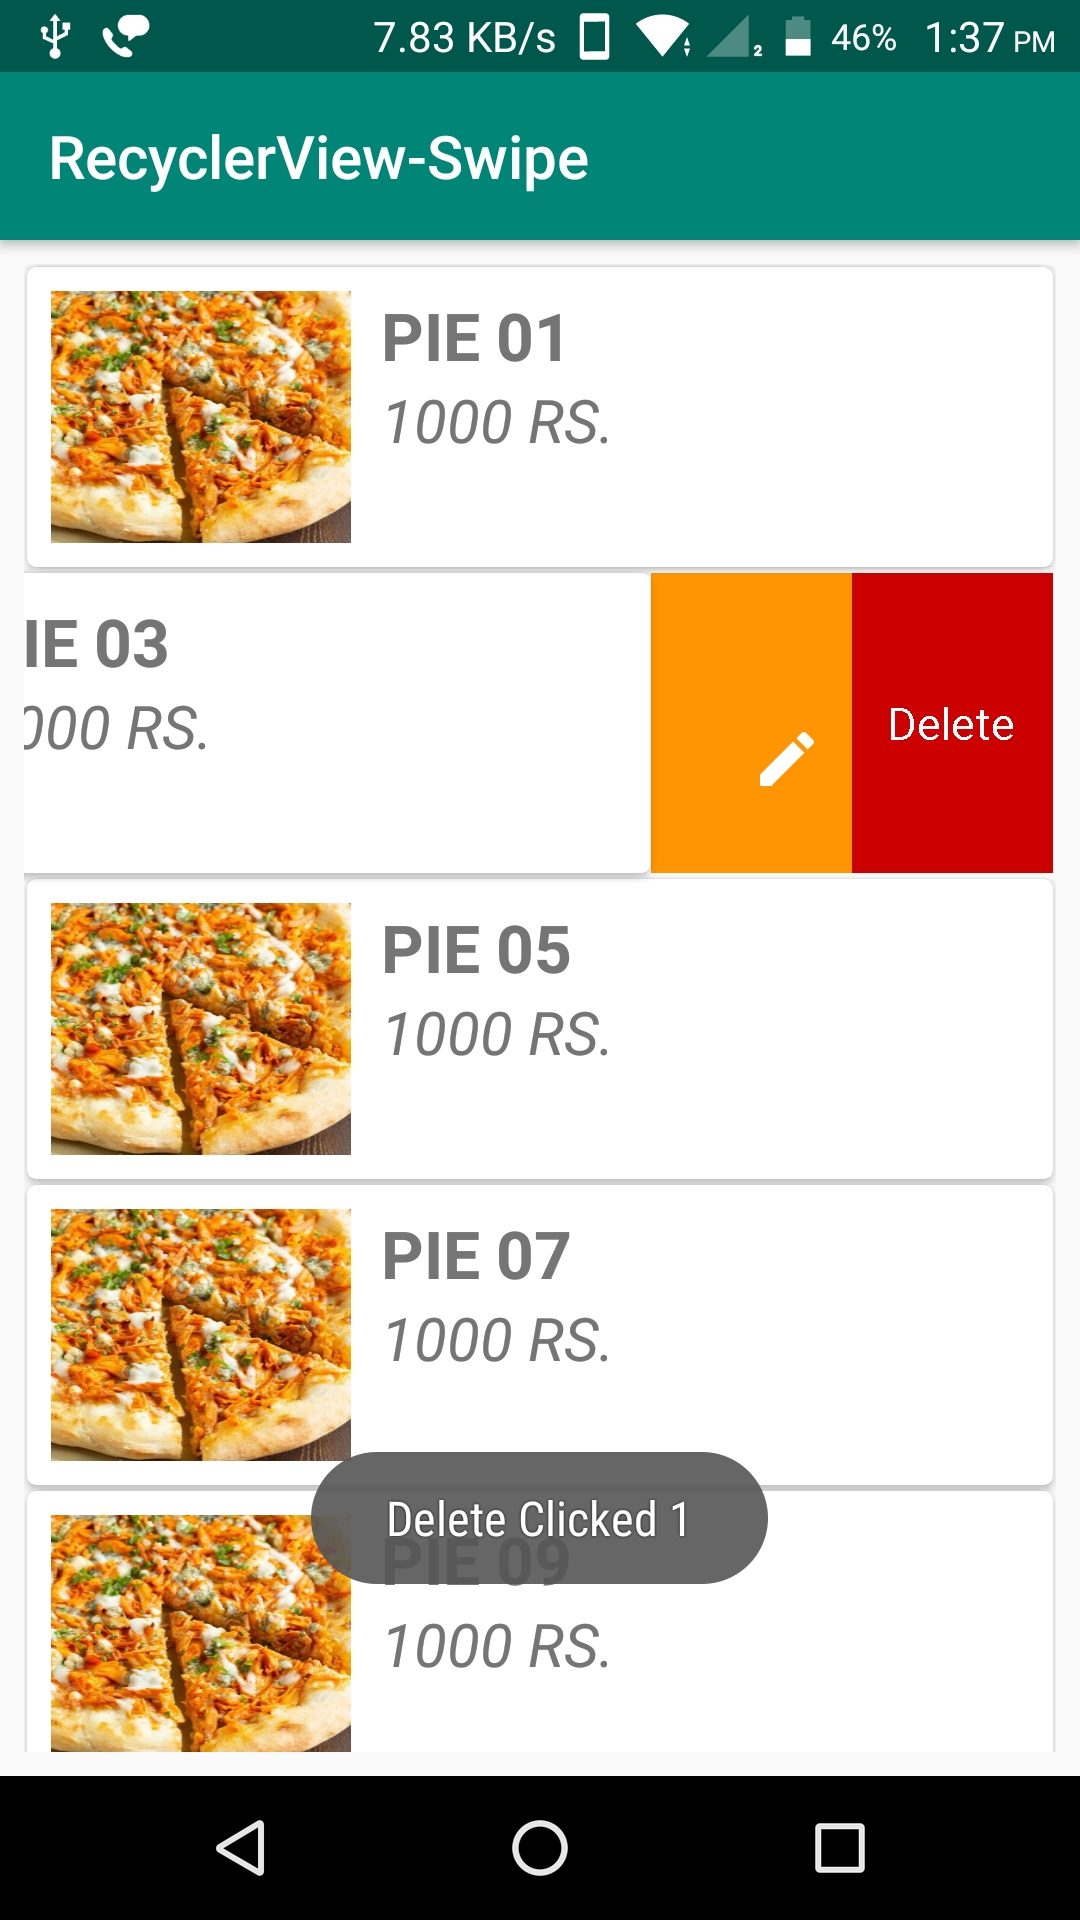 7.83 KB/s 2 46% 1:37 PM
RecyclerView-Swipe
PIE 01
1000 RS.
IE 03
000 RS.
Delete
PIE 05
1000 RS.
PIE 07
1000 RS.
Delete Clicked 1
PIE 09
1000 RS.